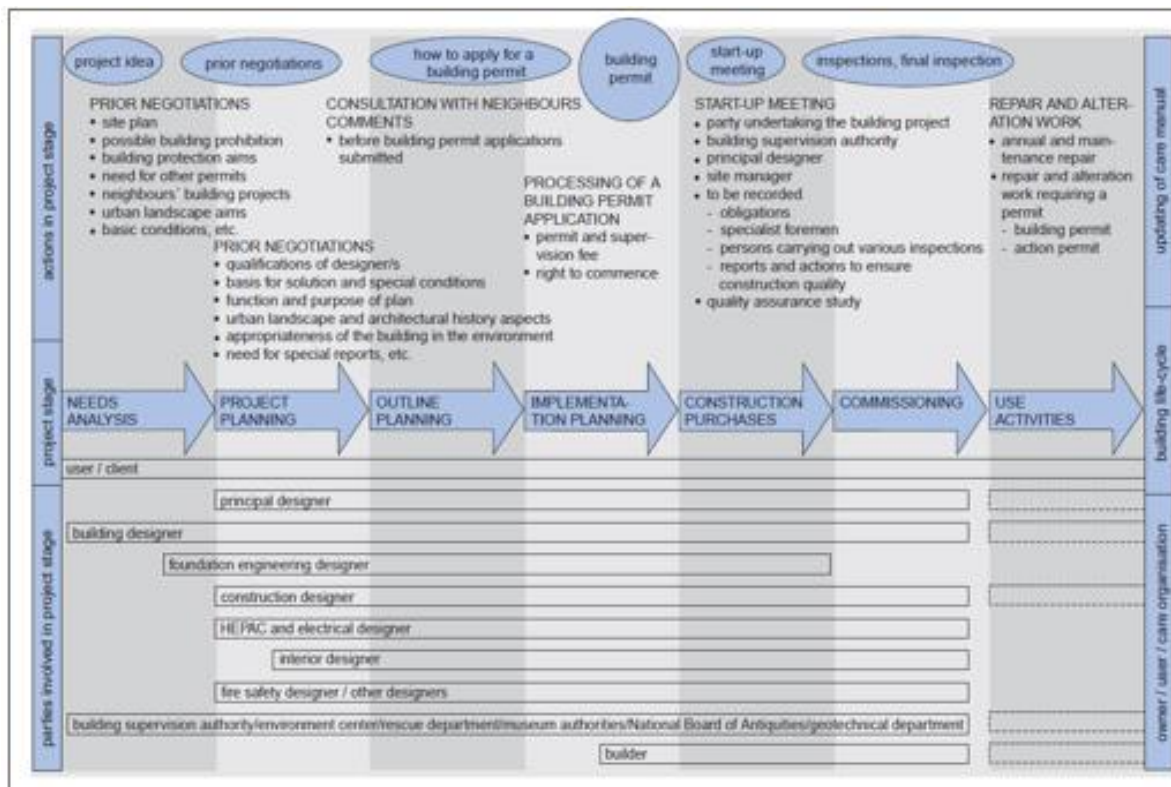 project idea
prior negotiations
how to apply for a
building permit
building
permit
start-up
meeting
inspections, final inspection
actions in project stage
PRIOR NEGOTIATIONS
• site plan
• possible building prohibition
• building protection aims
• need for other permits
• neighbours´ building projects
• urban landscape aims
• basic conditions, etc.
PRIOR NEGOTIATIONS
• qualifications of designer/s
• basis for solution and special conditions
• function and purpose of plan
• urban landscape and architectural history aspects
• appropriateness of the building in the environment
• need for special reports, etc.
CONSULTATION WITH NEIGHBOURS
COMMENTS
• before building permit applications
submitted
PROCESSING OF A
BUILDING PERMIT
APPLICATION
• permit and super-
vision fee
• right to commence
START-UP MEETING
• party undertaking the building project
• building supervision authority
• principal designer
• site manager
• to be recorded
- obligations
- specialist foremen
- persons carrying out various inspections
- reports and actions to ensure
construction quality
• quality assurance study
REPAIR AND ALTER-
ATION WORK
• annual and main-
tenance repair
• repair and alteration
work requiring a
permit
- building permit
- action permit
updating of care manual
project stage
NEEDS
ANALYSIS
PROJECT
PLANNING
OUTLINE
PLANNING
IMPLEMENTA-
TION PLANNING
CONSTRUCTION
PURCHASES
COMMISSIONING
USE
ACTIVITIES
building life-cycle
user / client
parties involved in project stage
principal designer
building designer
foundation engineering designer
construction designer
HEPAC and electrical designer
interior designer
fire safety designer / other designers
building supervision authority/environment center/rescue department/museum authorities/National Board of Antiquities/geotechnical department
builder
owner / user / care organisation